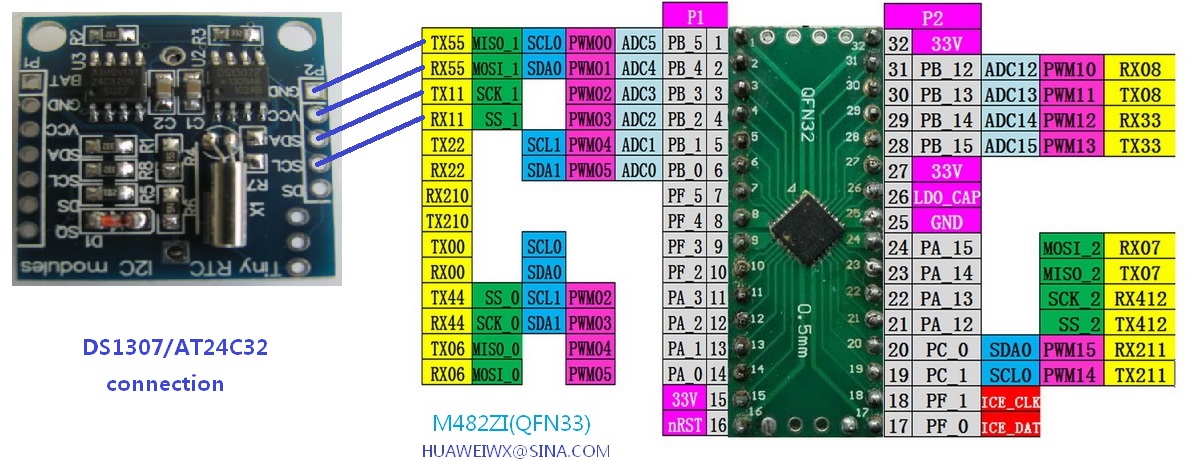 P1 P2
TX55 MISO_1 SCL0 PWM00 ADC5 PB_5 1
RX55 MOSI_1 SDA0 PWM01 ADC4 PB_4 2
TX11 SCK_1 PWM02 ADC3 PB_3 3
RX11 SS_1 PWM03 ADC2 PB_2 4
TX22 SCL1 PWM04 ADC1 PB_1 5
RX22 SDA1 PWM05 ADC0 PB_0 6
RX210 PF_5 7
TX210 PF_4 8
TX00 SCL0 PF_3 9
RX00 SDA0 PF_2 10
TX44 SS_0 SCL1 PWM02 PA_3 11
RX44 SCK_0 SDA1 PWM03 PA_2 12
TX06 MISO_0 PWM04 PA_1 13
RX06 MOSI_0 PWM05 PA_0 14
33V 15
nRST 16
32 33V
31 PB_12 ADC12 PWM10 RX08
30 PB_13 ADC13 PWM11 TX08
29 PB_14 ADC14 PWM12 RX33
28 PB_15 ADC15 PWM13 TX33
27 33V
26 LDO_CAP
25 GND
24 PA_15 MOSI_2 RX07
23 PA_14 MISO_2 TX07
22 PA_13 SCK_2 RX412
21 PA_12 SS_2 TX412
20 PC_0 SDA0 PWM15 RX211
19 PC_1 SCL0 PWM14 TX211
18 PF_1 ICE_CLK
17 PF_0 ICE_DAT
QFN32
0.5mm
1 2 3 4 5 6 7 8 9 10 11 12 13 14 15 16
32 31 30 29 28 27 26 25 24 23 22 21 20 19 18 17
R2 R3
U3 U2
P1 P2
BAT
GND
VCC
SDA
SCL
DS
SQ
GND
VCC
SDA
SCL
DS
C2 C1
R1
R8
R5
R4
R6
R7
X1
D1
Tiny RTC I2C modules
DS1307/AT24C32
connection
M482ZI(QFN33)
HUAWEIWX@SINA.COM